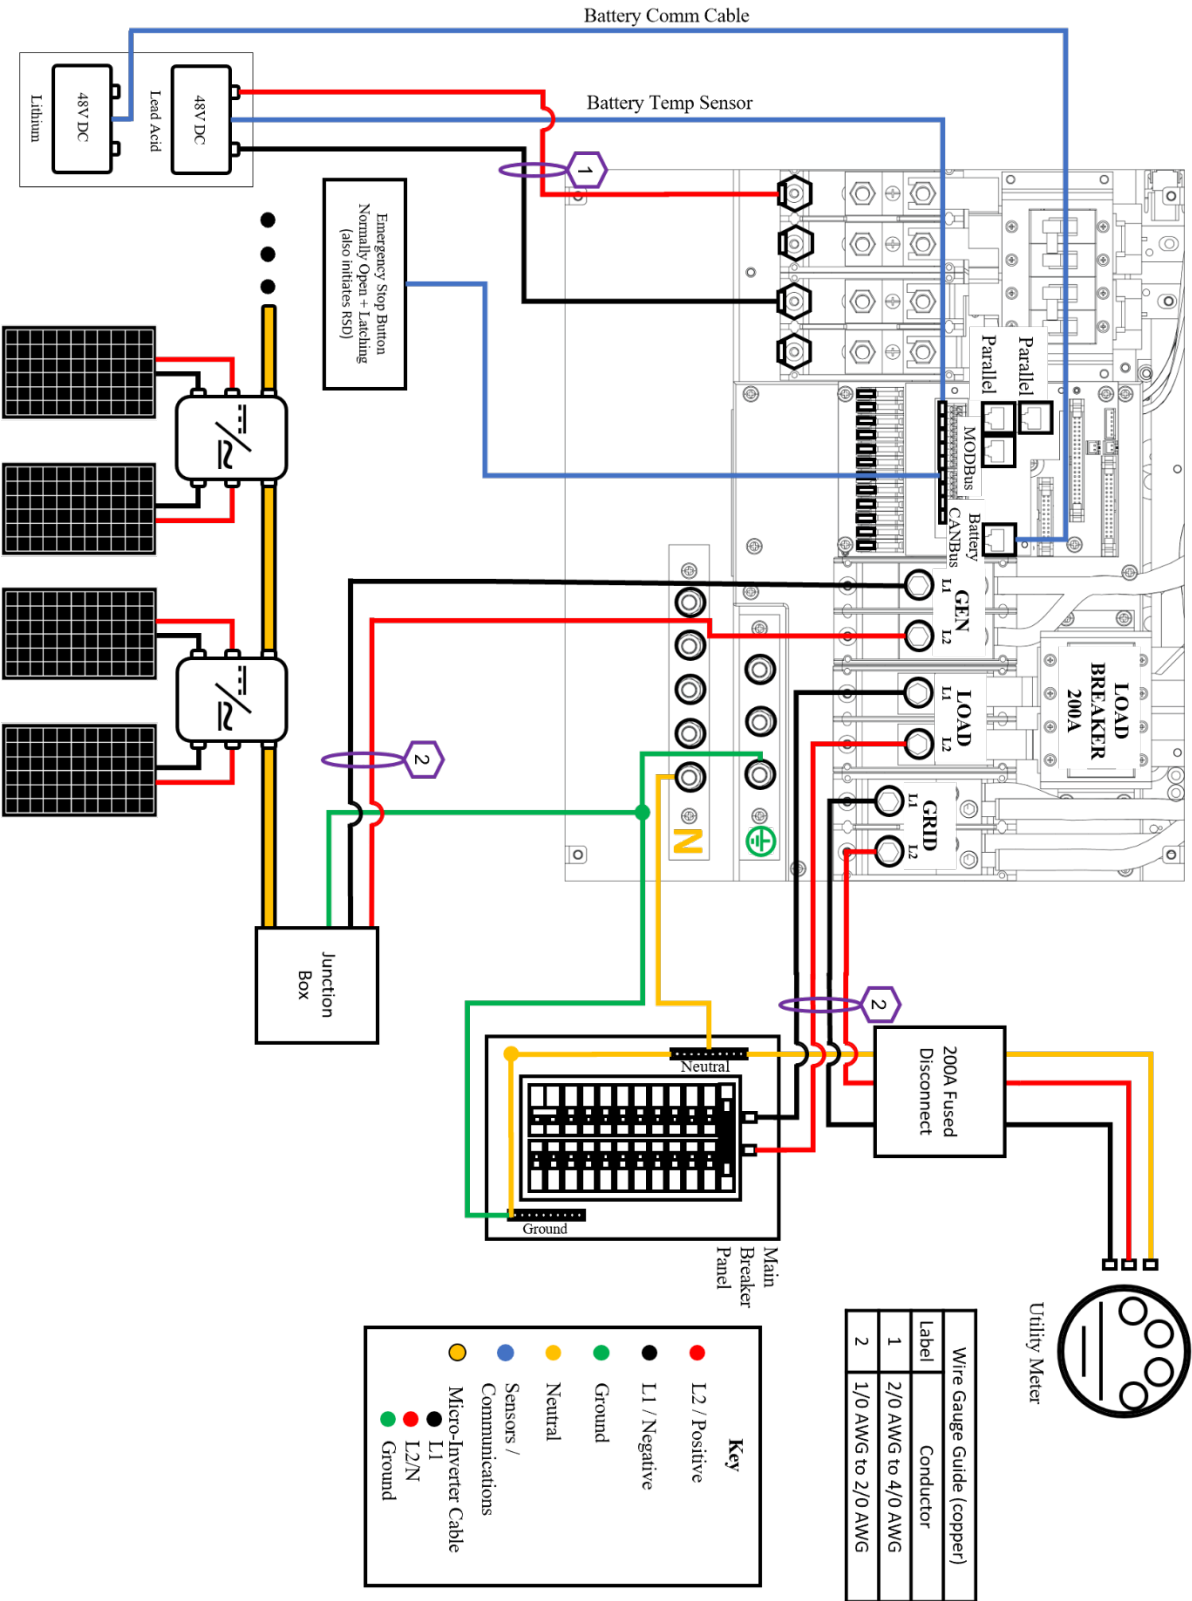 Battery Comm Cable
Battery Temp Sensor
48V DC
Lead Acid
48V DC
Lithium
1
Emergency Stop Button
Normally Open + Latching
(also initiates RSD)
Parallel
Parallel
MODBus
Battery
CANBus
L1
GEN
L2
L1
LOAD
L2
L1
GRID
L2
LOAD
BREAKER
200A
N
2
Junction
Box
2
200A Fused
Disconnect
Neutral
Ground
Main
Breaker
Panel
Utility Meter
Wire Gauge Guide (copper)
Label Conductor
1 2/0 AWG to 4/0 AWG
2 1/0 AWG to 2/0 AWG
Key
L2 / Positive
L1 / Negative
Ground
Neutral
Sensors /
Communications
Micro-Inverter Cable
L1
L2/N
Ground